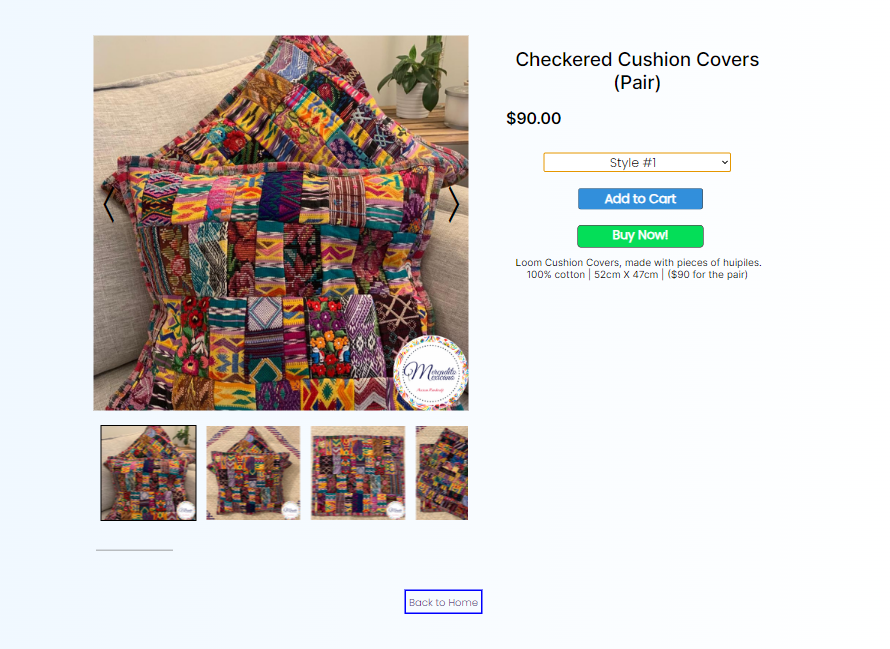 Checkered Cushion Covers
(Pair)
$90.00
Style #1
Add to Cart
Buy Now!
Loom Cushion Covers, made with pieces of huipiles.
100% cotton | 52cm X 47cm | ($90 for the pair)
Mercadito
Mexicano
Back to Home